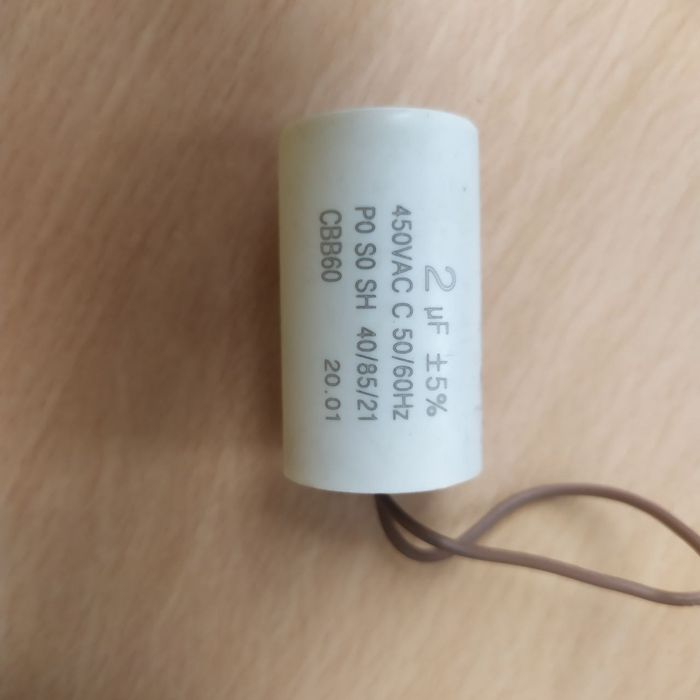 2 µF ±5%
450VAC C 50/60Hz
P0 S0 SH 40/85/21
CBB60 20.01